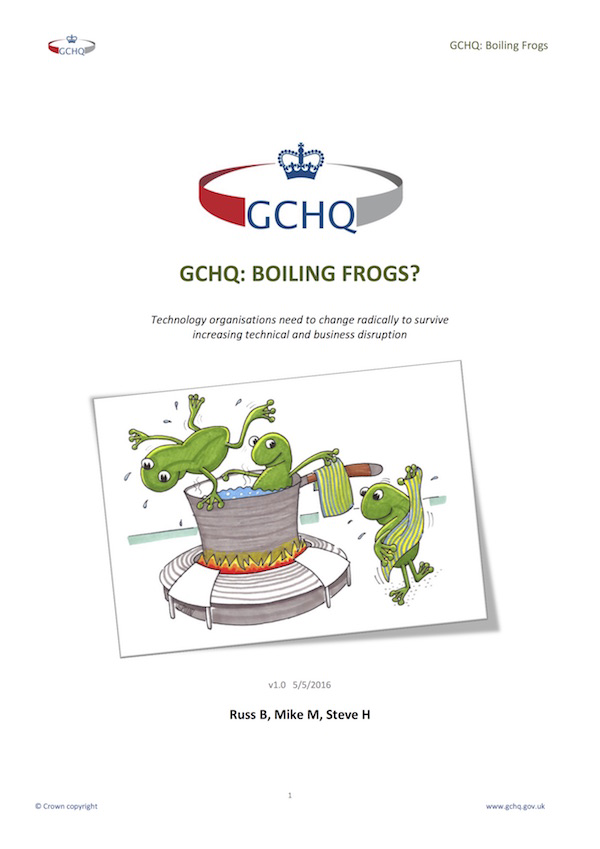 GCHQ
GCHQ: Boiling Frogs
GCHQ
GCHQ: BOILING FROGS?
Technology organisations need to change radically to survive
increasing technical and business disruption
v1.0 5/5/2016
Russ B, Mike M, Steve H
1
© Crown copyright
www.gchq.gov.uk